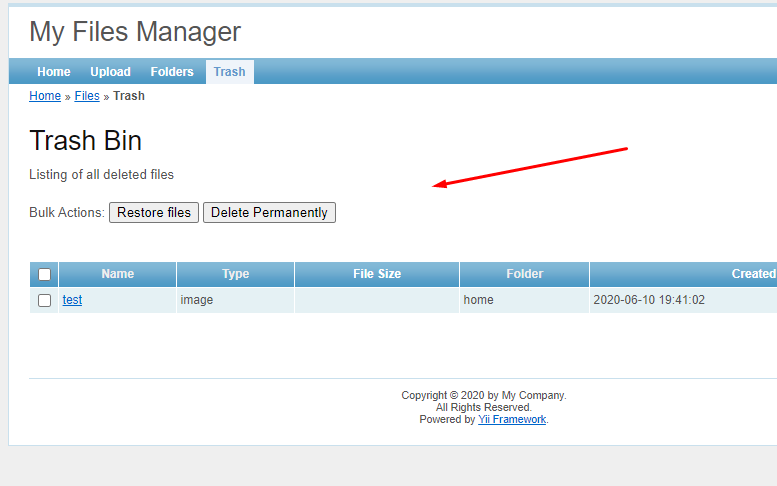 My Files Manager
Home Upload Folders Trash
Home » Files » Trash
Trash Bin
Listing of all deleted files
Bulk Actions: Restore files Delete Permanently
Name Type File Size Folder Created
test image home 2020-06-10 19:41:02
Copyright © 2020 by My Company.
All Rights Reserved.
Powered by Yii Framework.